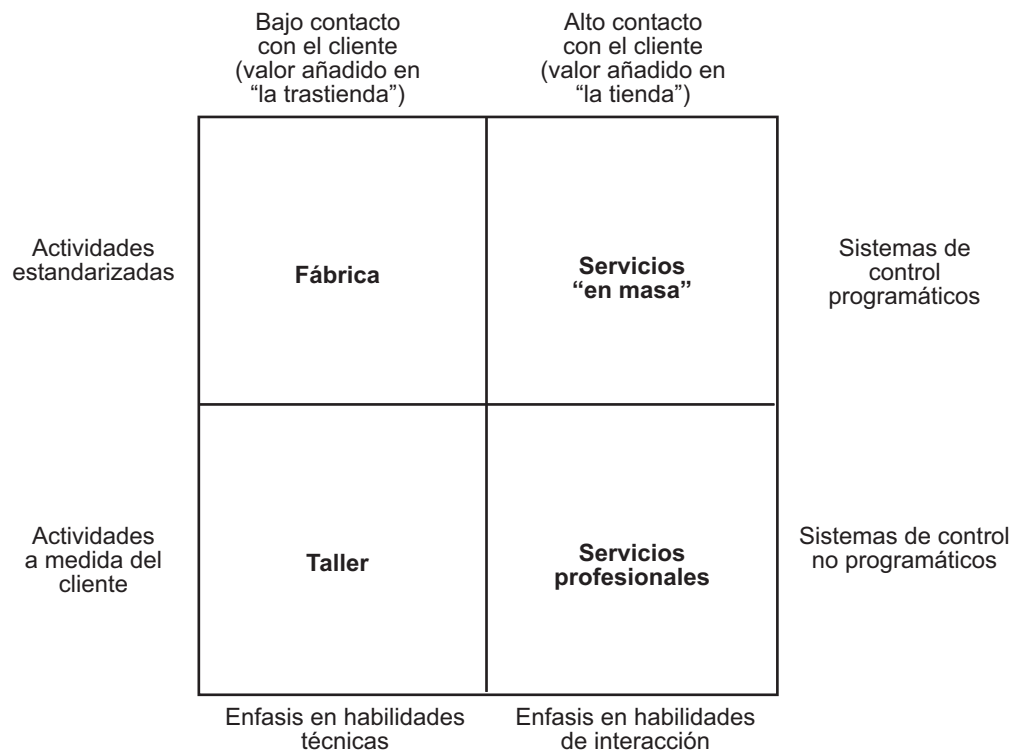 Bajo contacto
con el cliente
(valor añadido en
“la trastienda”)
Alto contacto
con el cliente
(valor añadido en
“la tienda”)
Actividades
estandarizadas
Fábrica
Servicios
“en masa”
Sistemas de
control
programáticos
Actividades
a medida del
cliente
Taller
Servicios
profesionales
Sistemas de control
no programáticos
Enfasis en habilidades
técnicas
Enfasis en habilidades
de interacción